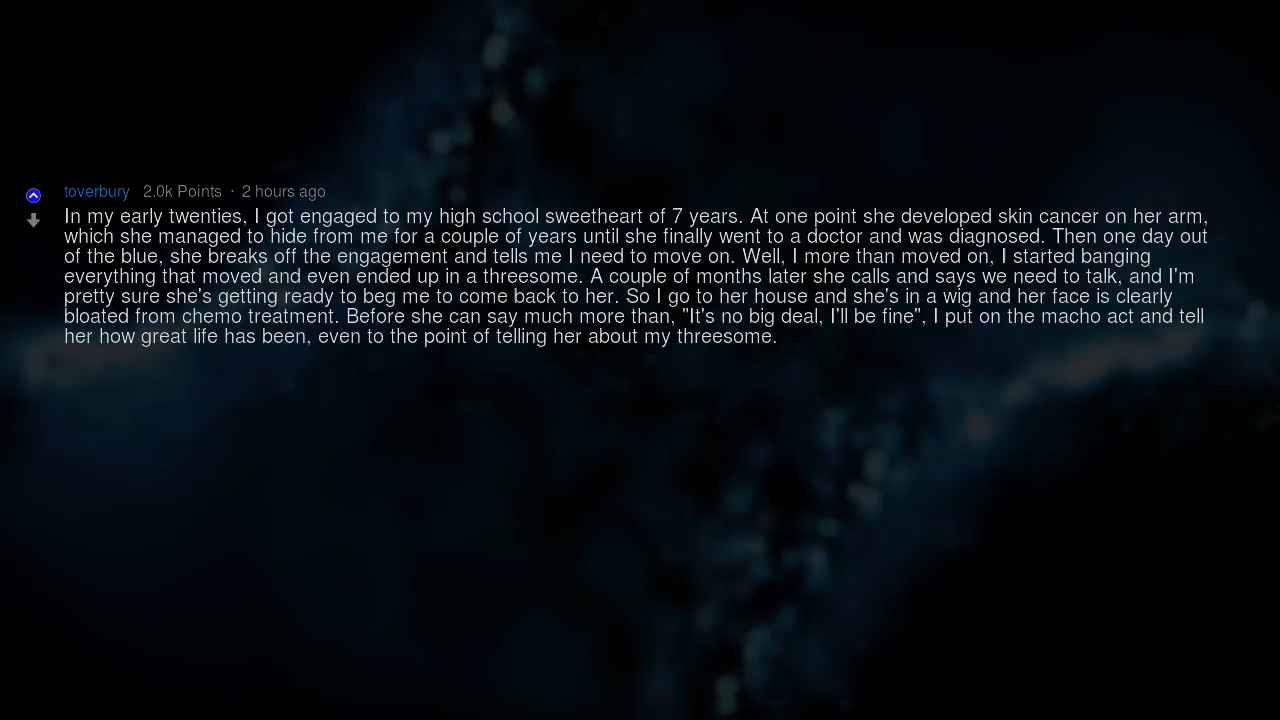 toverbury 2.0k Points · 2 hours ago
In my early twenties, I got engaged to my high school sweetheart of 7 years. At one point she developed skin cancer on her arm,
which she managed to hide from me for a couple of years until she finally went to a doctor and was diagnosed. Then one day out
of the blue, she breaks off the engagement and tells me I need to move on. Well, I more than moved on, I started banging
everything that moved and even ended up in a threesome. A couple of months later she calls and says we need to talk, and I'm
pretty sure she's getting ready to beg me to come back to her. So I go to her house and she's in a wig and her face is clearly
bloated from chemo treatment. Before she can say much more than, "It's no big deal, I'll be fine", I put on the macho act and tell
her how great life has been, even to the point of telling her about my threesome.